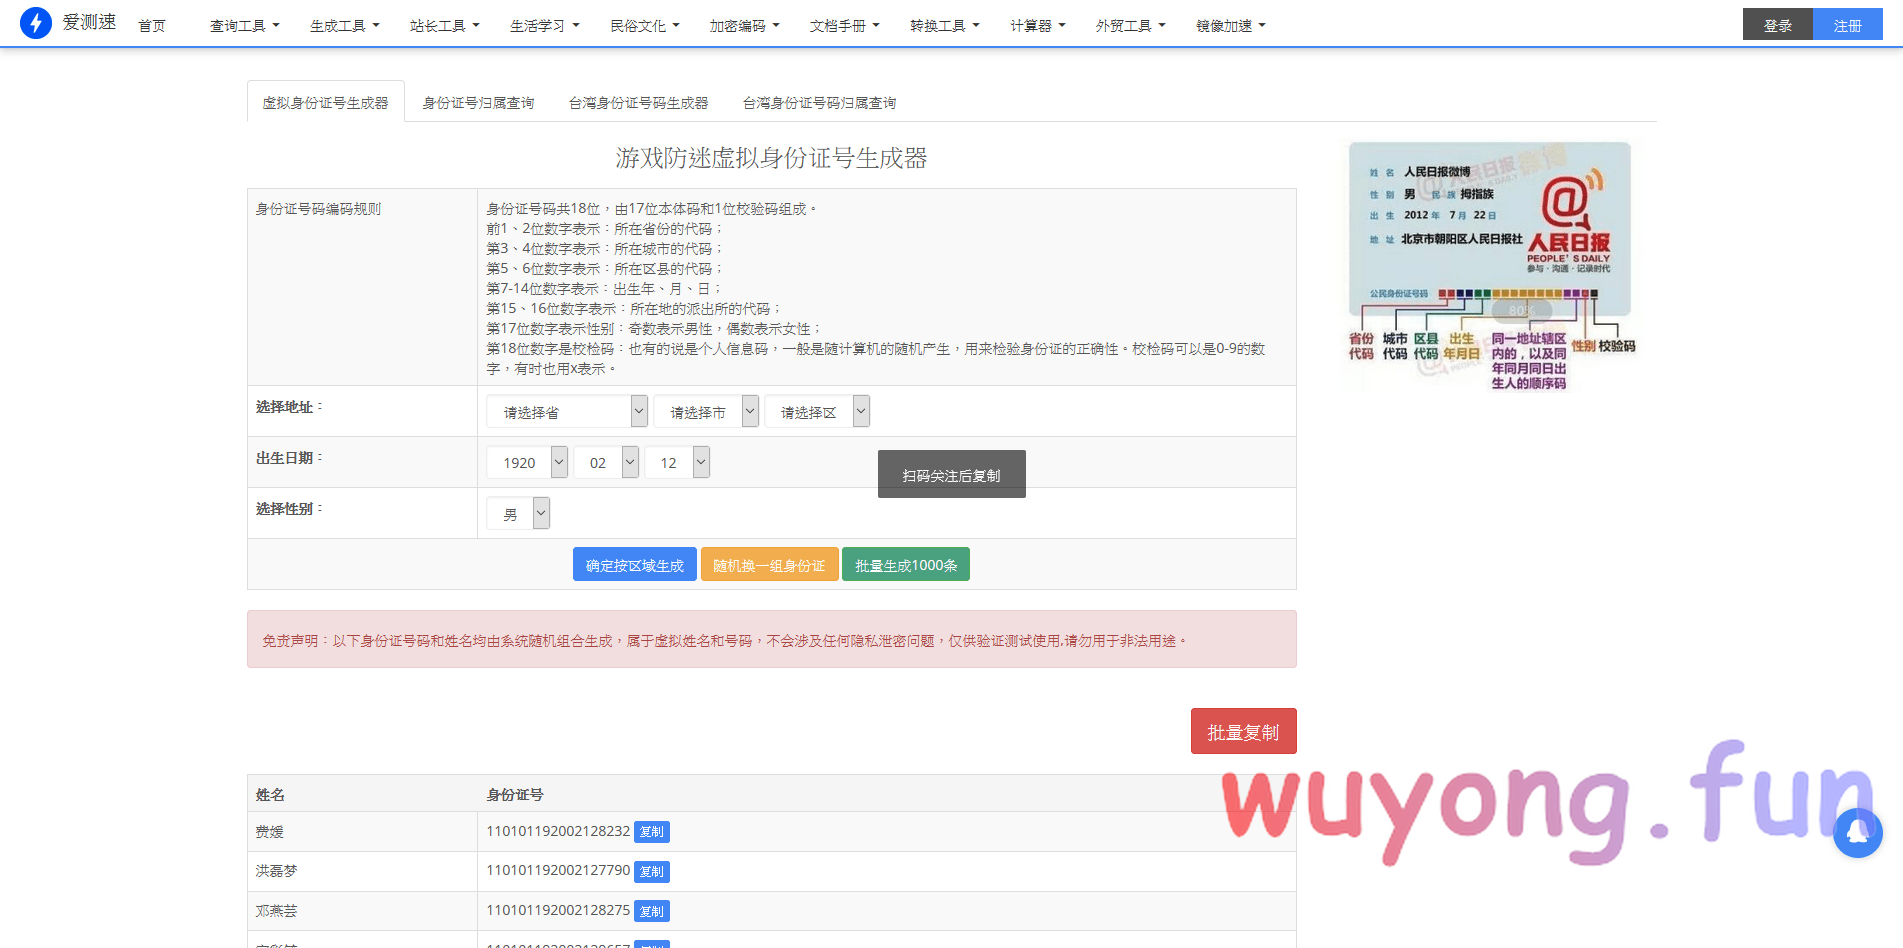 爱测速 首页 查询工具 生成工具 站长工具 生活学习 民俗文化 加密编码 文档手册 转换工具 计算器 外贸工具 镜像加速 登录 注册
虚拟身份证号生成器 身份证号归属查询 台湾身份证号码生成器 台湾身份证号码归属查询
游戏防迷虚拟身份证号生成器
身份证号码编码规则
身份证号码共18位，由17位本体码和1位校验码组成。
前1、2位数字表示：所在省份的代码；
第3、4位数字表示：所在城市的代码；
第5、6位数字表示：所在区县的代码；
第7-14位数字表示：出生年、月、日；
第15、16位数字表示：所在地的派出所的代码；
第17位数字表示性别：奇数表示男性，偶数表示女性；
第18位数字是校检码：也有的说是个人信息码，一般是随计算机的随机产生，用来检验身份证的正确性。校检码可以是0-9的数
字，有时也用x表示。
选择地址： 请选择省 请选择市 请选择区
出生日期： 1920 02 12
扫码关注后复制
选择性别： 男
确定按区域生成 随机换一组身份证 批量生成1000条
免责声明：以下身份证号码和姓名均由系统随机组合生成，属于虚拟姓名和号码，不会涉及任何隐私泄密问题，仅供验证测试使用,请勿用于非法用途。
批量复制
姓名 身份证号
费媛 110101192002128232 复制
洪磊梦 110101192002127790 复制
邓燕芸 110101192002128275 复制
姓 名 人民日报微博
性 别 男 民 族 拇指族
出 生 2012 年 7 月 22 日
地 址 北京市朝阳区人民日报社
人民日报
PEOPLE'S DAILY
参与·沟通·记录时代
公民身份证号码
80%
省份
代码
城市
代码
区县
代码
出生
年月日
同一地址辖区
内的，以及同
年同月同日出
生人的顺序码
性别
校验码
wuyong.fun